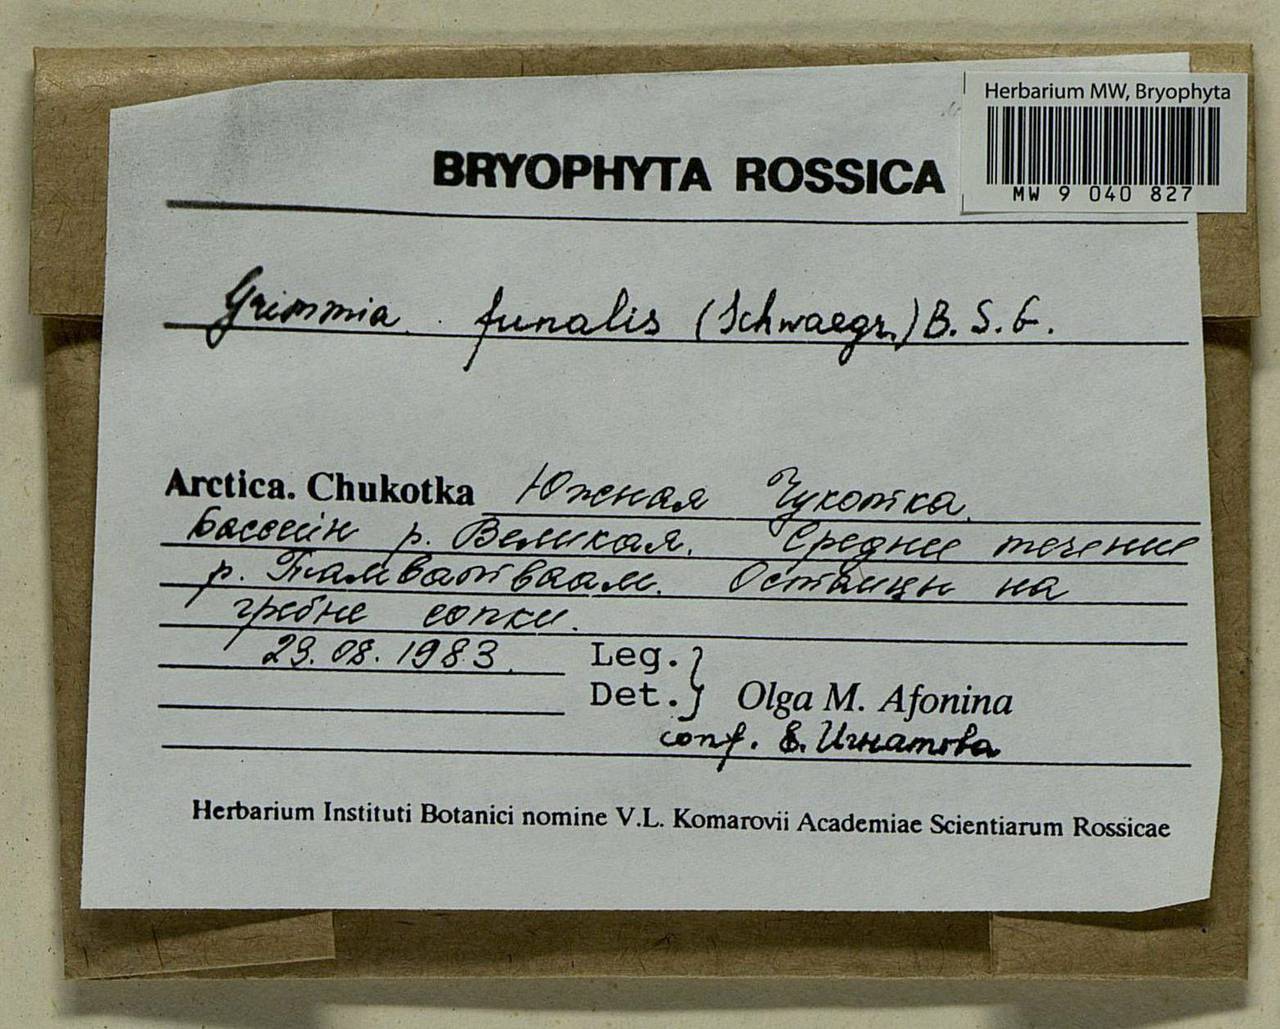 Herbarium MW, Bryophyta
MW 9 040 827
BRYOPHYTA ROSSICA
Grimmia funalis (Schwaegr.) B. S. G.
Arctica. Chukotka Южная Чукотка.
Бассейн р. Великая. Среднее течение
р. Тамватваам. Останцы на
гребне сопки.
29.08.1983.
Leg.
Det. Olga M. Afonina
conf. Е. Игнатова
Herbarium Instituti Botanici nomine V.L. Komarovii Academiae Scientiarum Rossicae